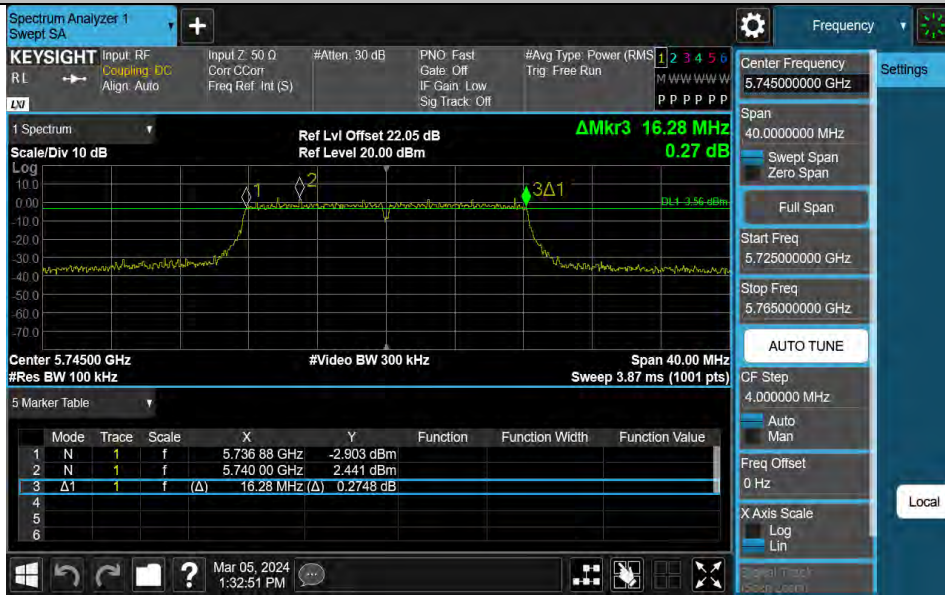 Spectrum Analyzer 1
Swept SA
+
Frequency
KEYSIGHT
RL
LXI
Input: RF
Coupling: DC
Align: Auto
Input Z: 50 Ω
Corr CCorr
Freq Ref: Int (S)
#Atten: 30 dB
PNO: Fast
Gate: Off
IF Gain: Low
Sig Track: Off
#Avg Type: Power (RMS
Trig: Free Run
1 2 3 4 5 6
M W W W W W
P P P P P P
1 Spectrum
Scale/Div 10 dB
Ref Lvl Offset 22.05 dB
Ref Level 20.00 dBm
ΔMkr3 16.28 MHz
0.27 dB
Log
10.0
0.00
-10.0
-20.0
-30.0
-40.0
-50.0
-60.0
-70.0
1
2
3Δ1
DL1 -3.56 dBm
Center 5.74500 GHz
#Res BW 100 kHz
#Video BW 300 kHz
Span 40.00 MHz
Sweep 3.87 ms (1001 pts)
5 Marker Table
Mode Trace Scale X Y Function Function Width Function Value
1 N 1 f 5.736 88 GHz -2.903 dBm
2 N 1 f 5.740 00 GHz 2.441 dBm
3 Δ1 1 f (Δ) 16.28 MHz (Δ) 0.2748 dB
4
5
6
Mar 05, 2024
1:32:51 PM
?
Center Frequency
5.745000000 GHz
Settings
Span
40.0000000 MHz
Swept Span
Zero Span
Full Span
Start Freq
5.725000000 GHz
Stop Freq
5.765000000 GHz
AUTO TUNE
CF Step
4.000000 MHz
Auto
Man
Freq Offset
0 Hz
X Axis Scale
Log
Lin
Local
Signal Track
(Span Zoom)